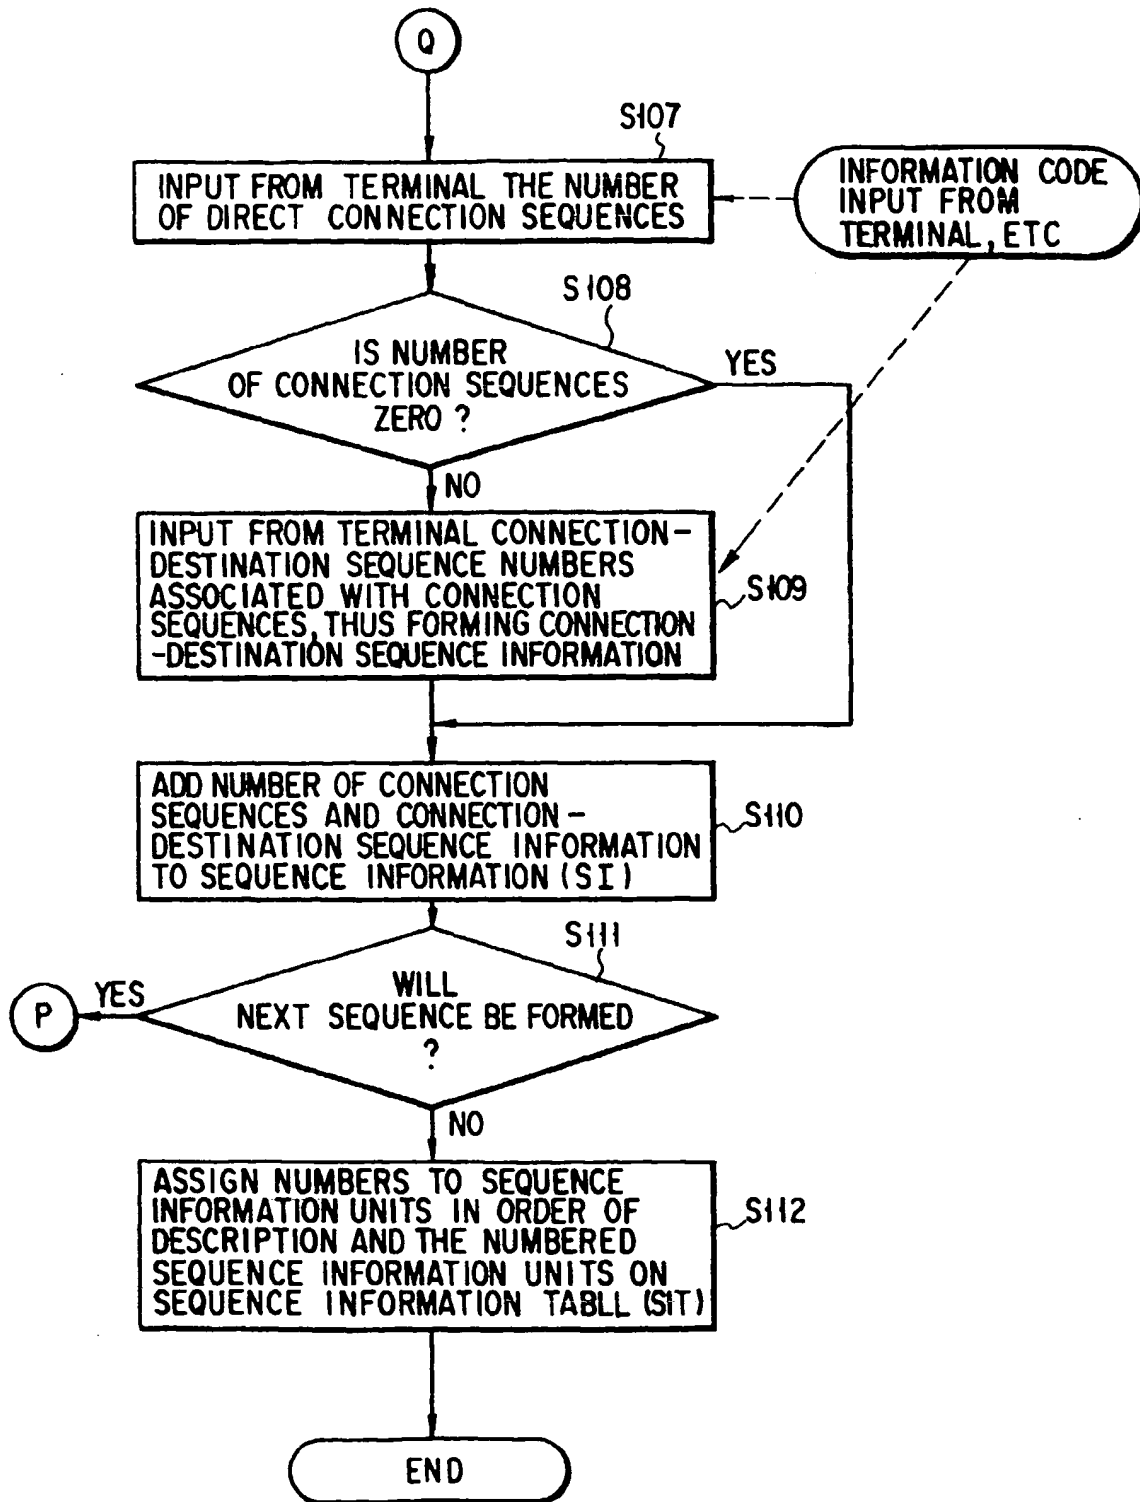 Q
S107
INPUT FROM TERMINAL THE NUMBER
OF DIRECT CONNECTION SEQUENCES
INFORMATION CODE
INPUT FROM
TERMINAL, ETC
S108
IS NUMBER
OF CONNECTION SEQUENCES
ZERO ?
YES
NO
INPUT FROM TERMINAL CONNECTION-
DESTINATION SEQUENCE NUMBERS
ASSOCIATED WITH CONNECTION
SEQUENCES, THUS FORMING CONNECTION
-DESTINATION SEQUENCE INFORMATION
S109
ADD NUMBER OF CONNECTION
SEQUENCES AND CONNECTION-
DESTINATION SEQUENCE INFORMATION
TO SEQUENCE INFORMATION (SI)
S110
S111
WILL
NEXT SEQUENCE BE FORMED
?
YES
P
NO
ASSIGN NUMBERS TO SEQUENCE
INFORMATION UNITS IN ORDER OF
DESCRIPTION AND THE NUMBERED
SEQUENCE INFORMATION UNITS ON
SEQUENCE INFORMATION TABLL (SIT)
S112
END